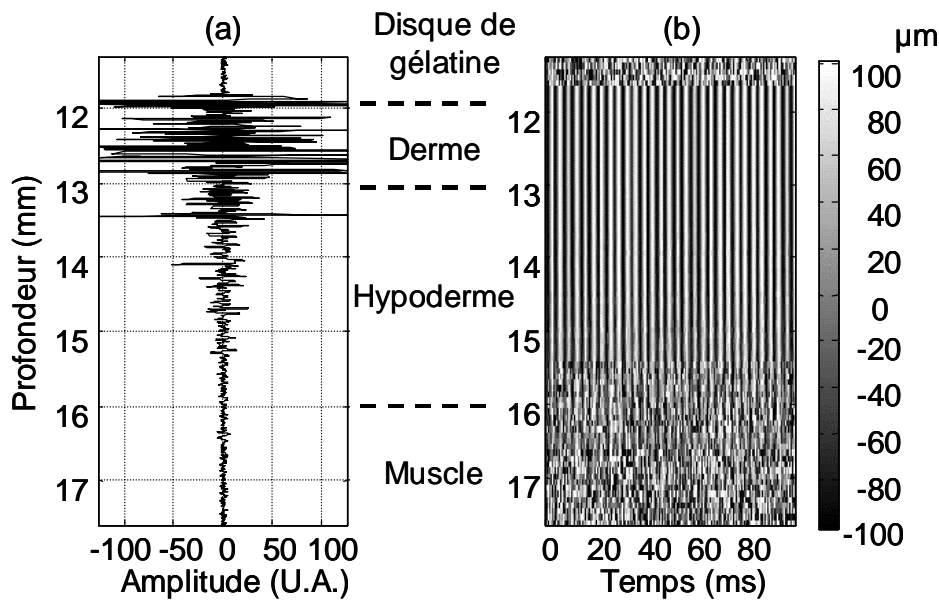 (a)
Disque de
gélatine
(b)
µm
Profondeur (mm)
12
13
14
15
16
17
-100 -50 0 50 100
Amplitude (U.A.)
Derme
Hypoderme
Muscle
12
13
14
15
16
17
0 20 40 60 80
Temps (ms)
100
80
60
40
20
0
-20
-40
-60
-80
-100